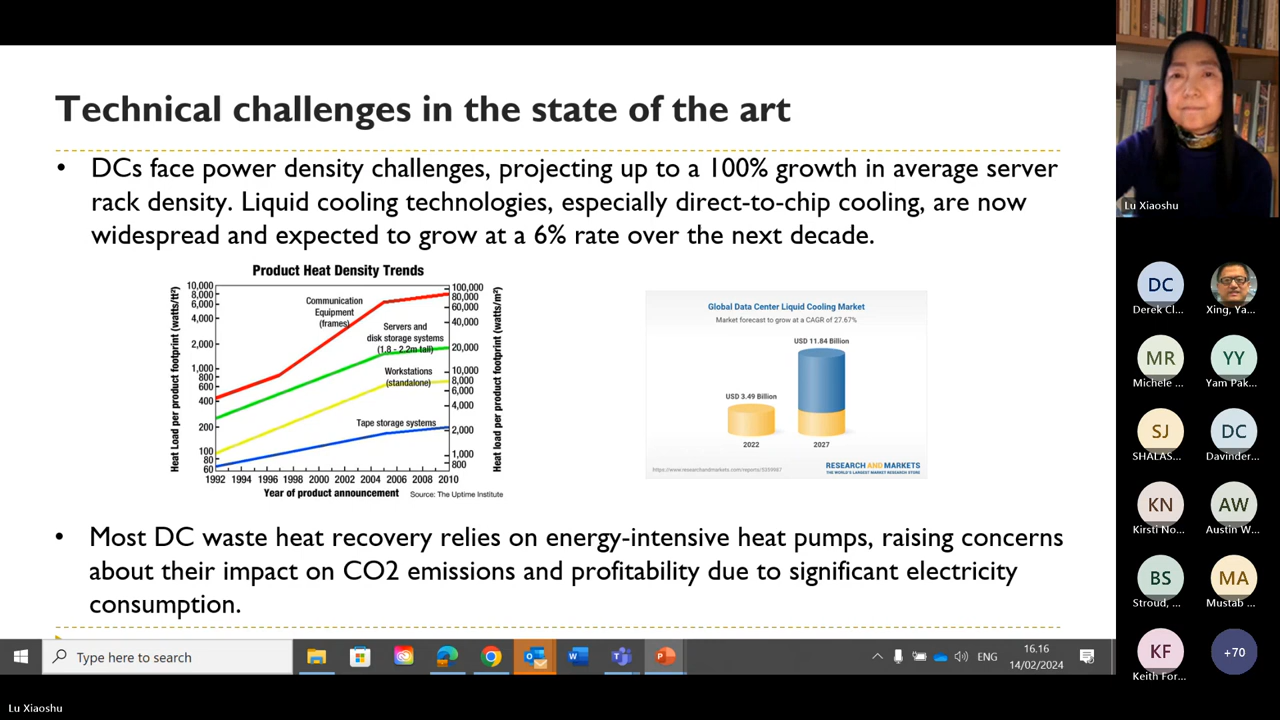 Technical challenges in the state of the art
• DCs face power density challenges, projecting up to a 100% growth in average server
rack density. Liquid cooling technologies, especially direct-to-chip cooling, are now
widespread and expected to grow at a 6% rate over the next decade.
Product Heat Density Trends
Heat Load per product footprint (watts/ft²)
10,000
8,000
6,000
4,000
2,000
1,000
800
600
400
200
100
80
60
Communication
Equipment
(frames)
Servers and
disk storage systems
(1.8 - 2.2m tall)
Workstations
(standalone)
Tape storage systems
100,000
80,000
60,000
40,000
20,000
10,000
8,000
6,000
4,000
2,000
1,000
800
Heat load per product footprint (watts/m²)
1992 1994 1996 1998 2000 2002 2004 2006 2008 2010
Year of product announcement
Source: The Uptime Institute
Global Data Center Liquid Cooling Market
Market forecast to grow at a CAGR of 27.67%
USD 11.84 Billion
USD 3.49 Billion
2022
2027
RESEARCH AND MARKETS
THE WORLD'S LARGEST MARKET RESEARCH STORE
• Most DC waste heat recovery relies on energy-intensive heat pumps, raising concerns
about their impact on CO2 emissions and profitability due to significant electricity
consumption.
Type here to search
ENG
16.16
14/02/2024
Lu Xiaoshu
DC
Derek Cl...
Xing, Ya...
MR
Michele ...
YY
Yam Pak...
SJ
SHALAS...
DC
Davinder...
KN
Kirsti No...
AW
Austin W...
BS
Stroud, ...
MA
Mustab ...
KF
Keith For...
+70
Lu Xiaoshu